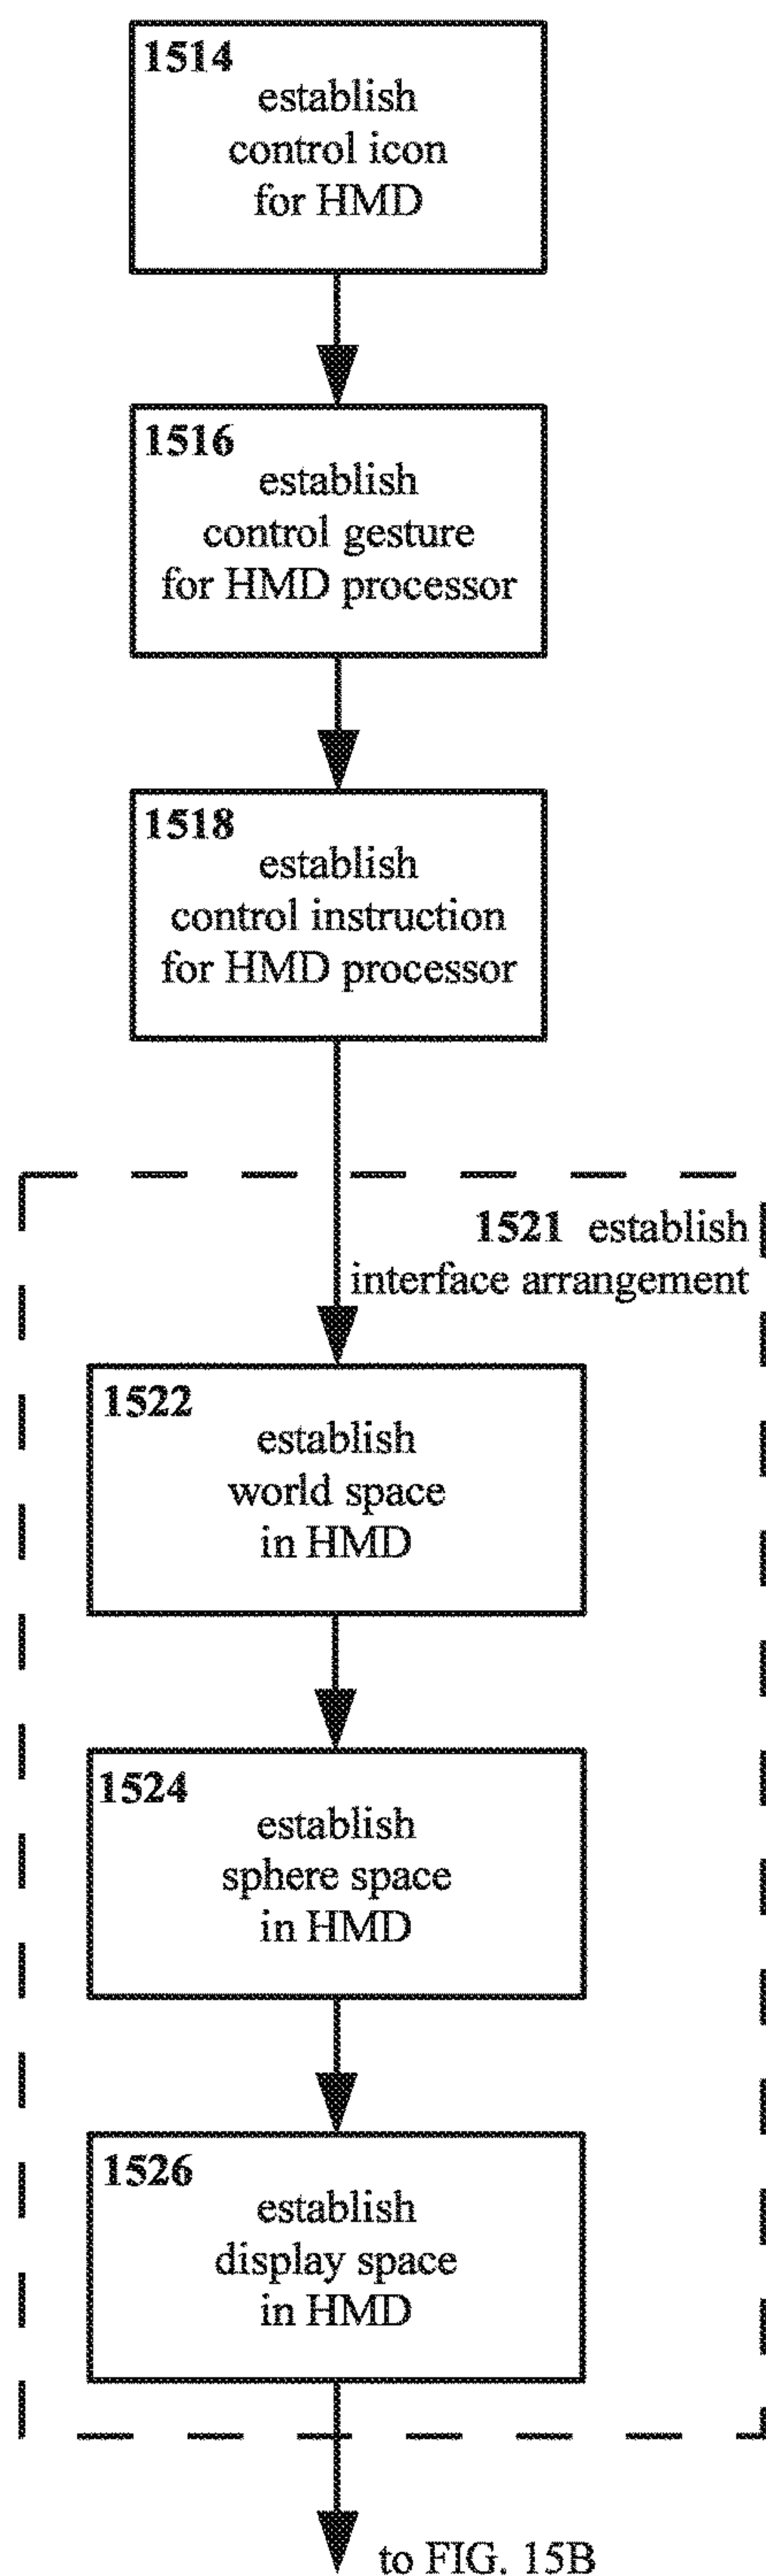 1514
establish
control icon
for HMD
1516
establish
control gesture
for HMD processor
1518
establish
control instruction
for HMD processor
1521 establish
interface arrangement
1522
establish
world space
in HMD
1524
establish
sphere space
in HMD
1526
establish
display space
in HMD
to FIG. 15B